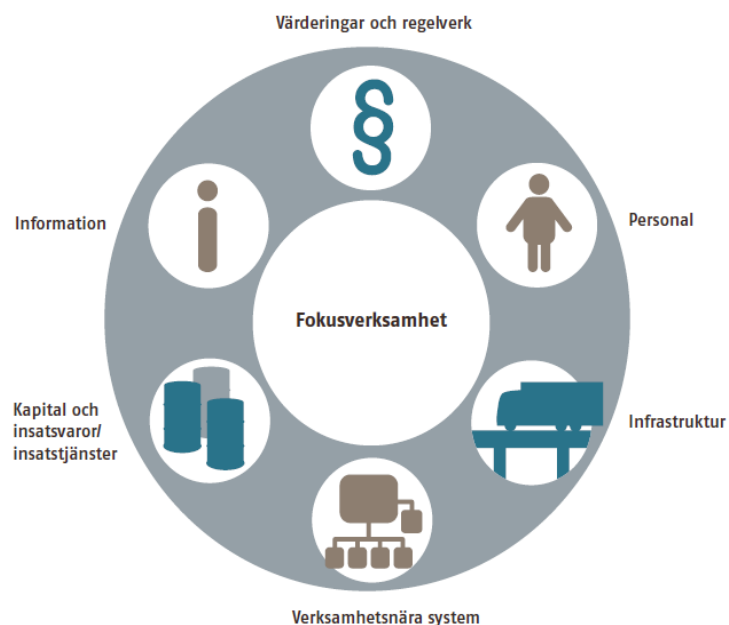 Värderingar och regelverk
Information
Personal
Fokusverksamhet
Kapital och
insatsvaror/
insatstjänster
Infrastruktur
Verksamhetsnära system